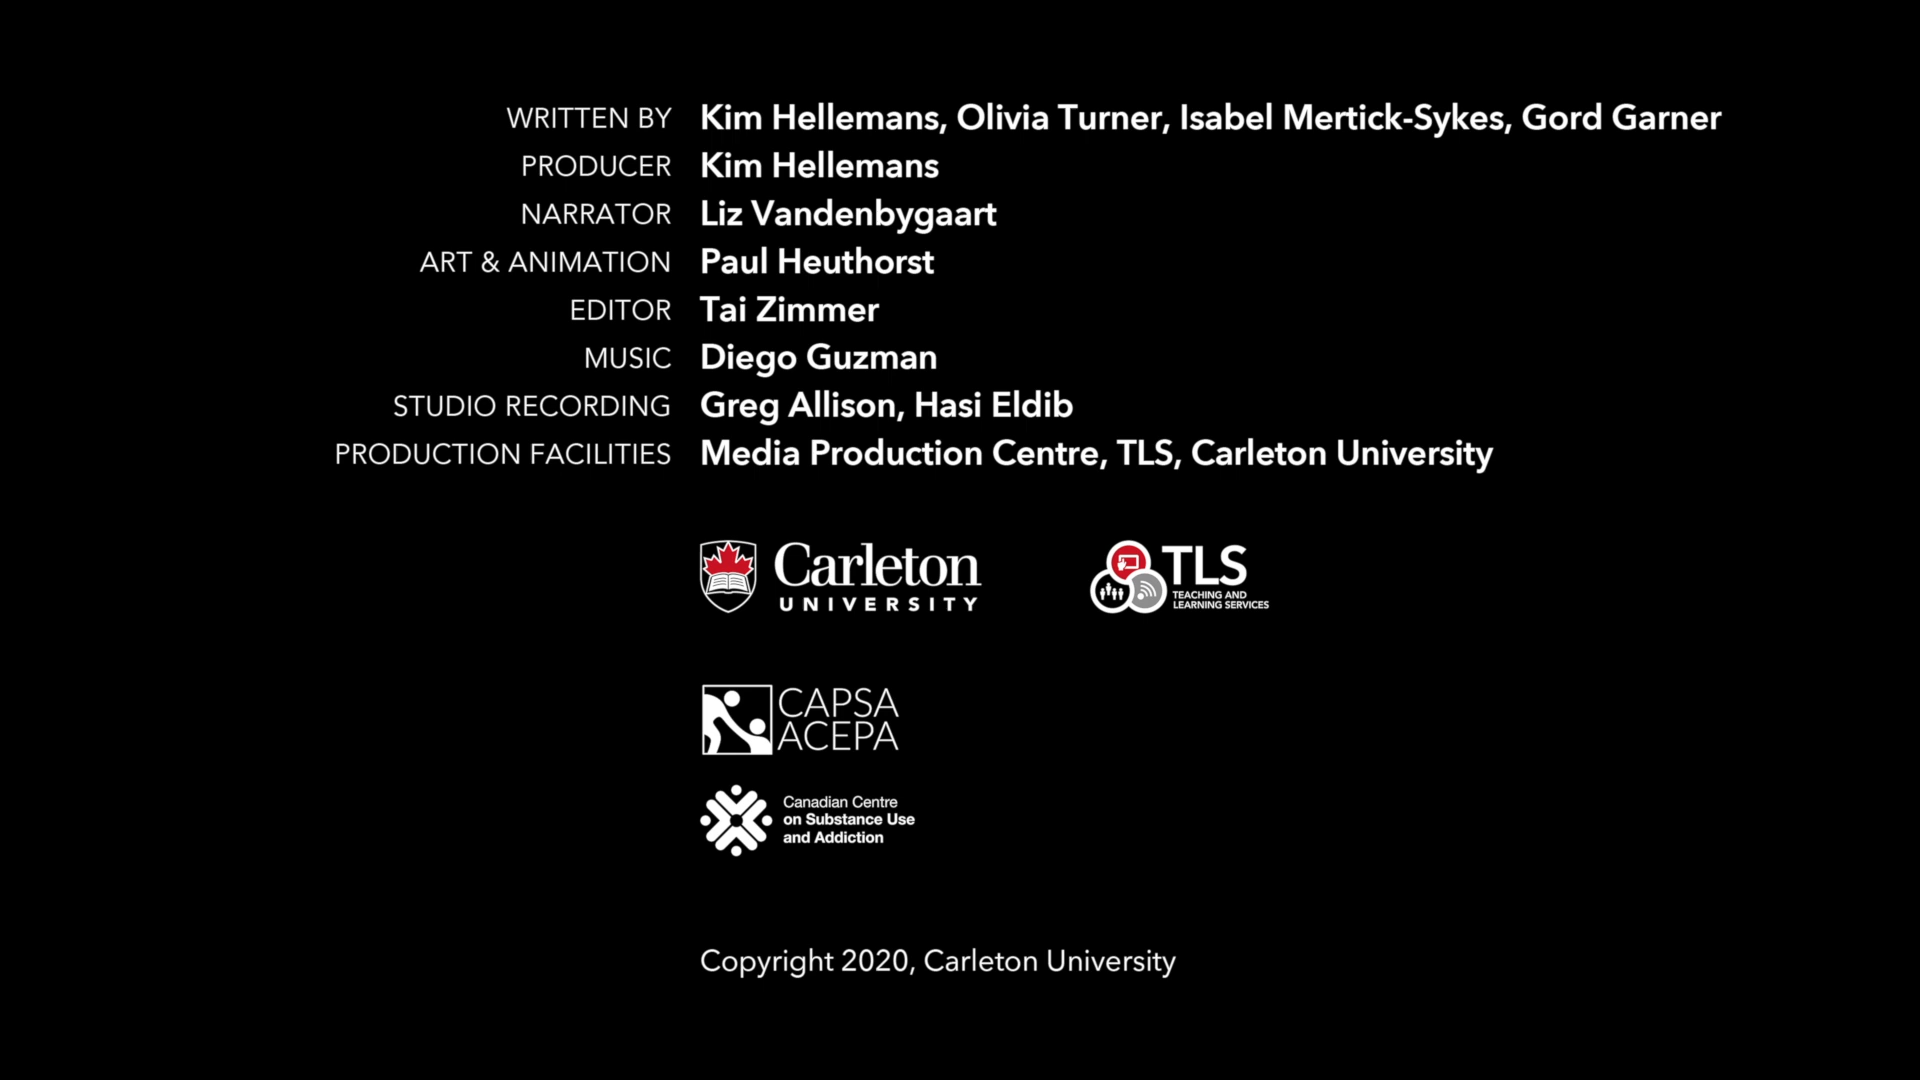 WRITTEN BY Kim Hellemans, Olivia Turner, Isabel Mertick-Sykes, Gord Garner
PRODUCER Kim Hellemans
NARRATOR Liz Vandenbygaart
ART & ANIMATION Paul Heuthorst
EDITOR Tai Zimmer
MUSIC Diego Guzman
STUDIO RECORDING Greg Allison, Hasi Eldib
PRODUCTION FACILITIES Media Production Centre, TLS, Carleton University
Carleton
UNIVERSITY
TLS
TEACHING AND
LEARNING SERVICES
CAPSA
ACEPA
Canadian Centre
on Substance Use
and Addiction
Copyright 2020, Carleton University